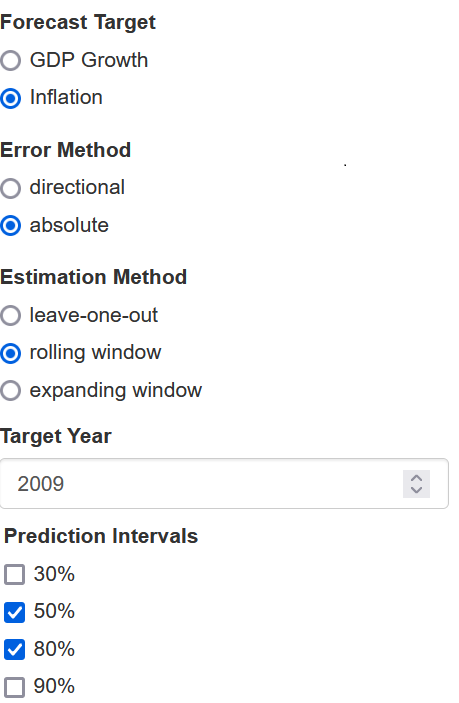 Forecast Target
GDP Growth
Inflation
Error Method
directional
absolute
Estimation Method
leave-one-out
rolling window
expanding window
Target Year
2009
Prediction Intervals
30%
50%
80%
90%